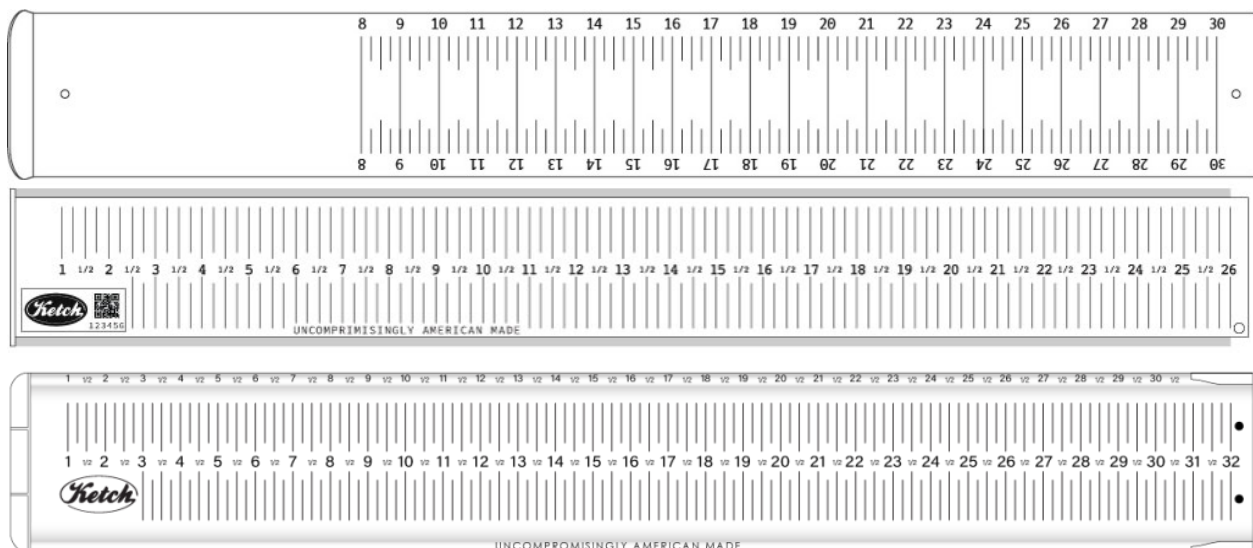 8 9 10 11 12 13 14 15 16 17 18 19 20 21 22 23 24 25 26 27 28 29 30
8 9 10 11 12 13 14 15 16 17 18 19 20 21 22 23 24 25 26 27 28 29 30
1 1/2 2 1/2 3 1/2 4 1/2 5 1/2 6 1/2 7 1/2 8 1/2 9 1/2 10 1/2 11 1/2 12 1/2 13 1/2 14 1/2 15 1/2 16 1/2 17 1/2 18 1/2 19 1/2 20 1/2 21 1/2 22 1/2 23 1/2 24 1/2 25 1/2 26
Ketch
123456
UNCOMPRIMISINGLY AMERICAN MADE
1 1/2 2 1/2 3 1/2 4 1/2 5 1/2 6 1/2 7 1/2 8 1/2 9 1/2 10 1/2 11 1/2 12 1/2 13 1/2 14 1/2 15 1/2 16 1/2 17 1/2 18 1/2 19 1/2 20 1/2 21 1/2 22 1/2 23 1/2 24 1/2 25 1/2 26 1/2 27 1/2 28 1/2 29 1/2 30 1/2
1 1/2 2 1/2 3 1/2 4 1/2 5 1/2 6 1/2 7 1/2 8 1/2 9 1/2 10 1/2 11 1/2 12 1/2 13 1/2 14 1/2 15 1/2 16 1/2 17 1/2 18 1/2 19 1/2 20 1/2 21 1/2 22 1/2 23 1/2 24 1/2 25 1/2 26 1/2 27 1/2 28 1/2 29 1/2 30 1/2 31 1/2 32
Ketch
UNCOMPROMISINGLY AMERICAN MADE